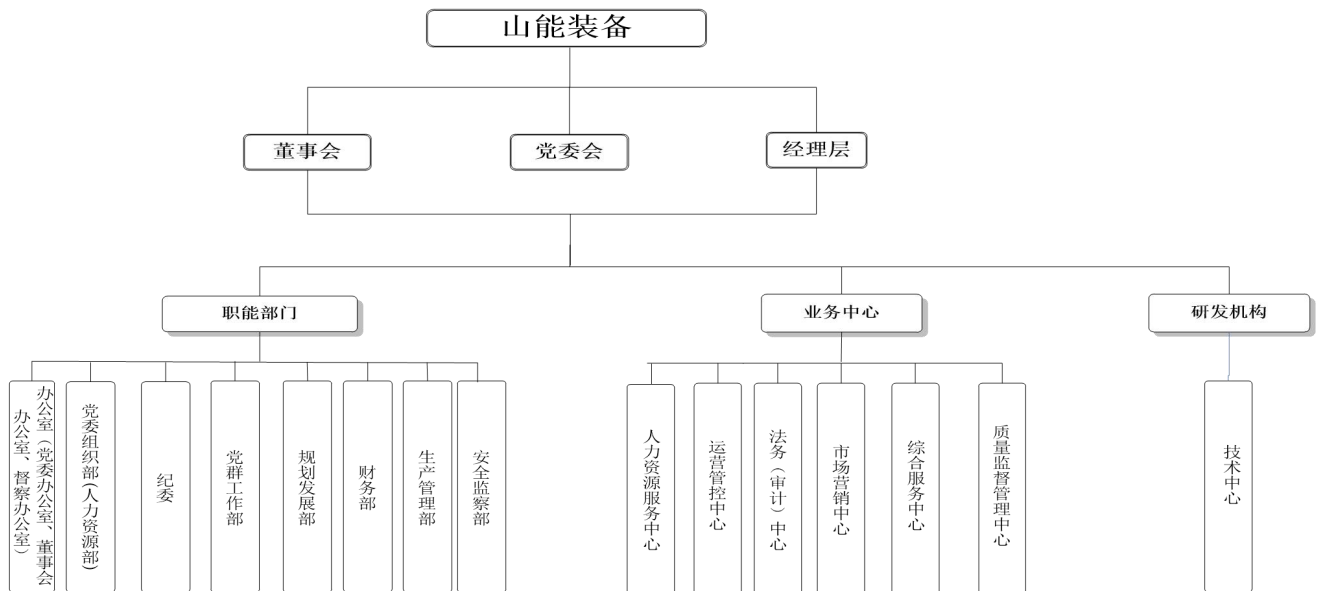 山能装备
董事会
党委会
经理层
职能部门
业务中心
研发机构
办公室（党委办公室、董事会
办公室、督察办公室）
党委组织部(人力资源部)
纪委
党群工作部
规划发展部
财务部
生产管理部
安全监察部
人力资源服务中心
运营管控中心
法务（审计）中心
市场营销中心
综合服务中心
质量监督管理中心
技术中心